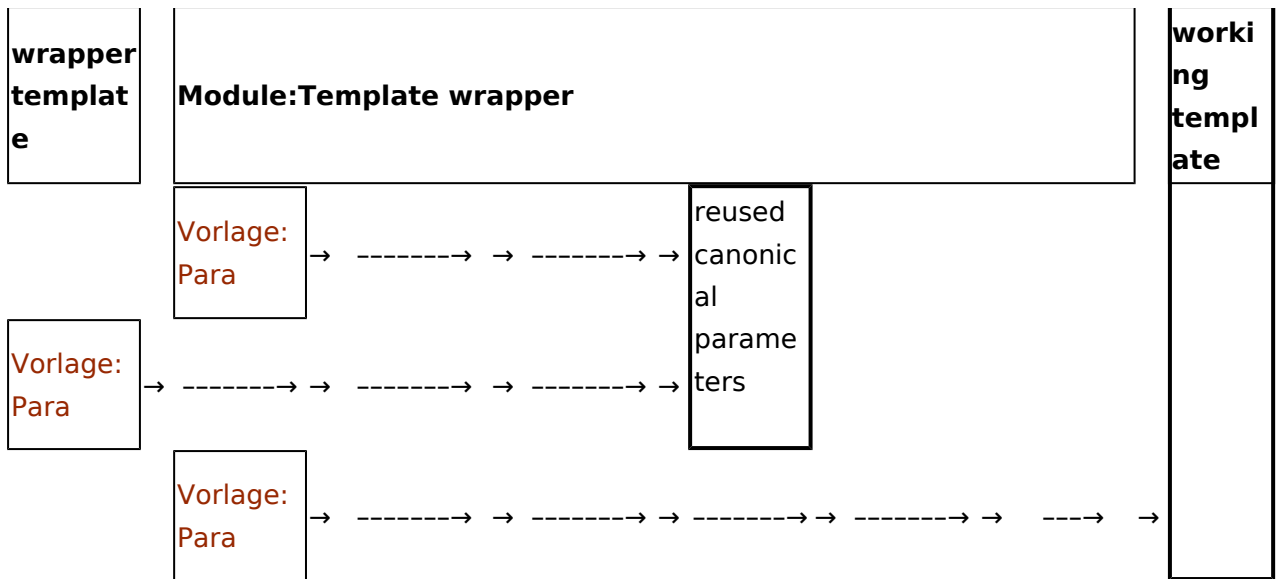 wrapper
templat
e
Module:Template wrapper
worki
ng
templ
ate
Vorlage:
Para
→ -------→ → -------→ →
reused
canonic
al
parame
ters
Vorlage:
Para
→ -------→ → -------→ → -------→ →
Vorlage:
Para
→ -------→ → -------→ → -------→ → -------→ → ---→ →